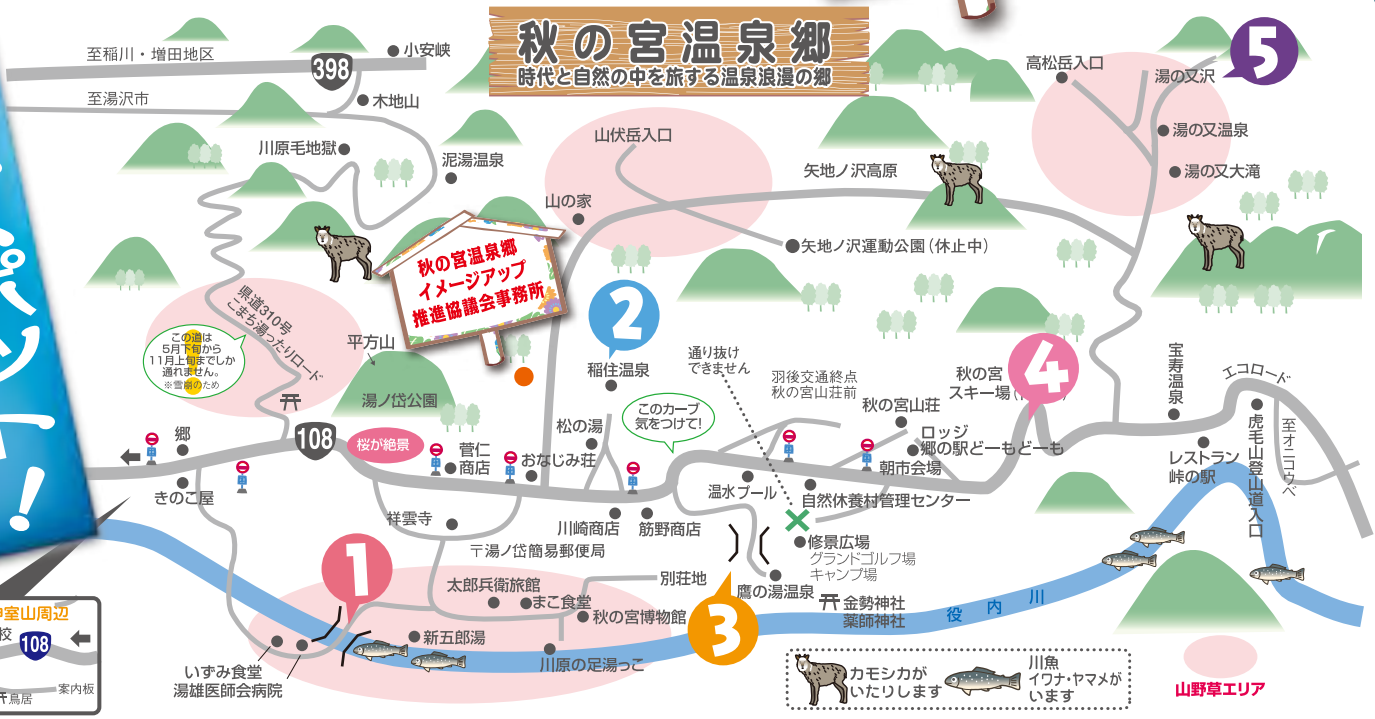 秋の宮温泉郷
時代と自然の中を旅する温泉浪漫の郷
至稲川・増田地区
398
小安峡
至湯沢市
木地山
川原毛地獄
泥湯温泉
山伏岳入口
山の家
矢地ノ沢高原
矢地ノ沢運動公園(休止中)
高松岳入口
湯の又沢
5
湯の又温泉
湯の又大滝
秋の宮温泉郷
イメージアップ
推進協議会事務所
県道310号
こまち湯ったりロード
この道は
5月下旬から
11月上旬までしか
通れません。
※雪崩のため
平方山
湯ノ岱公園
2
稲住温泉
通り抜け
できません
羽後交通終点
秋の宮山荘前
秋の宮
スキー場
4
宝寿温泉
エコロード
虎毛山登山道入口
至オニコウベ
レストラン
峠の駅
秋の宮山荘
ロッジ
郷の駅どーもどーも
朝市会場
自然休養村管理センター
温水プール
このカーブ
気をつけて!
松の湯
108
桜が絶景
菅仁
商店
おなじみ荘
郷
きのこ屋
祥雲寺
川崎商店
筋野商店
〒湯ノ岱簡易郵便局
修景広場
グランドゴルフ場
キャンプ場
鷹の湯温泉
金勢神社
薬師神社
役内川
1
太郎兵衛旅館
まこ食堂
別荘地
秋の宮博物館
3
新五郎湯
川原の足湯っこ
いずみ食堂
湯雄医師会病院
カモシカが
いたりします
川魚
イワナ・ヤマメが
います
山野草エリア
室山周辺
校
108
案内板
鳥居
!